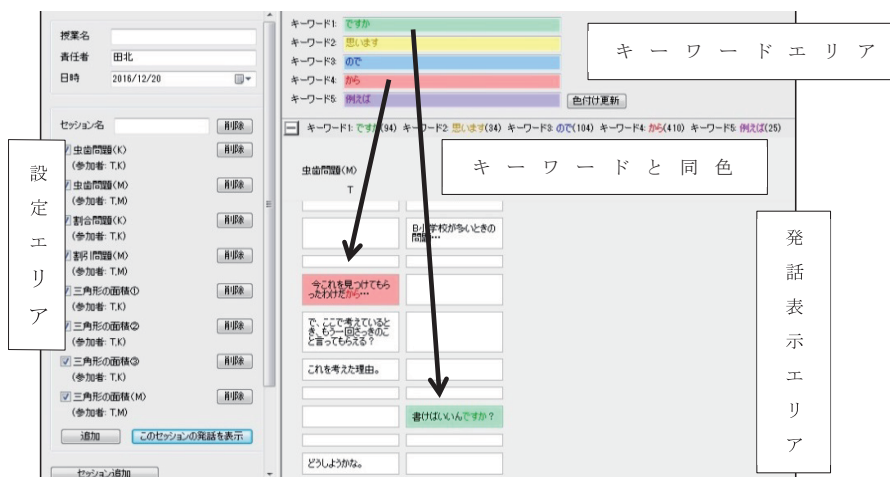 授業名
責任者 田北
日時 2016/12/20
セッション名 削除
虫歯問題(K) 削除
(参加者: T,K)
虫歯問題(M) 削除
(参加者: T,M)
割合問題(K) 削除
(参加者: T,K)
割引問題(M) 削除
(参加者: T,M)
三角形の面積① 削除
(参加者: T,K)
三角形の面積② 削除
(参加者: T,K)
三角形の面積③ 削除
(参加者: T,K)
三角形の面積(M) 削除
(参加者: T,M)
追加 このセッションの発話を表示
セッション追加
設定エリア
キーワード1: ですか
キーワード2: 思います
キーワード3: ので
キーワード4: から
キーワード5: 例えば
色付け更新
キーワードエリア
キーワード1: ですか(94) キーワード2: 思います(34) キーワード3: ので(104) キーワード4: から(410) キーワード5: 例えば(25)
キーワードと同色
虫歯問題(M)
T
B小学校が多いときの
問題…
今これを見つけてもら
ったわけだから…
で、ここで考えていると
き、もう一回さっきのこ
と言ってもらえる？
これを考えた理由。
書けばいいんですか？
どうしようかな。
発話表示エリア